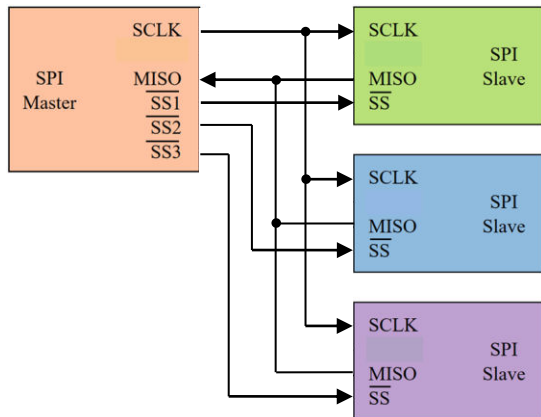 SCLK
SPI
Master
MISO
SS1
SS2
SS3
SCLK
SPI
MISO
Slave
SS
SCLK
SPI
MISO
Slave
SS
SCLK
SPI
MISO
Slave
SS